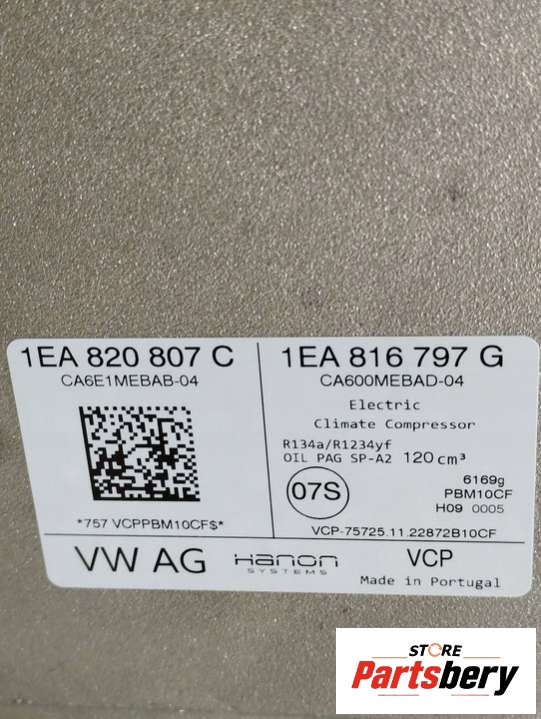 1EA 820 807 C
CA6E1MEBAB-04
*757 VCPPBM10CF$*
1EA 816 797 G
CA600MEBAD-04
Electric
Climate Compressor
R134a/R1234yf
OIL PAG SP-A2 120 cm³
07S
6169g
PBM10CF
H09 0005
VCP-75725.11.22872B10CF
VW AG
Hanon
SYSTEMS
VCP
Made in Portugal
STORE
Partsbery